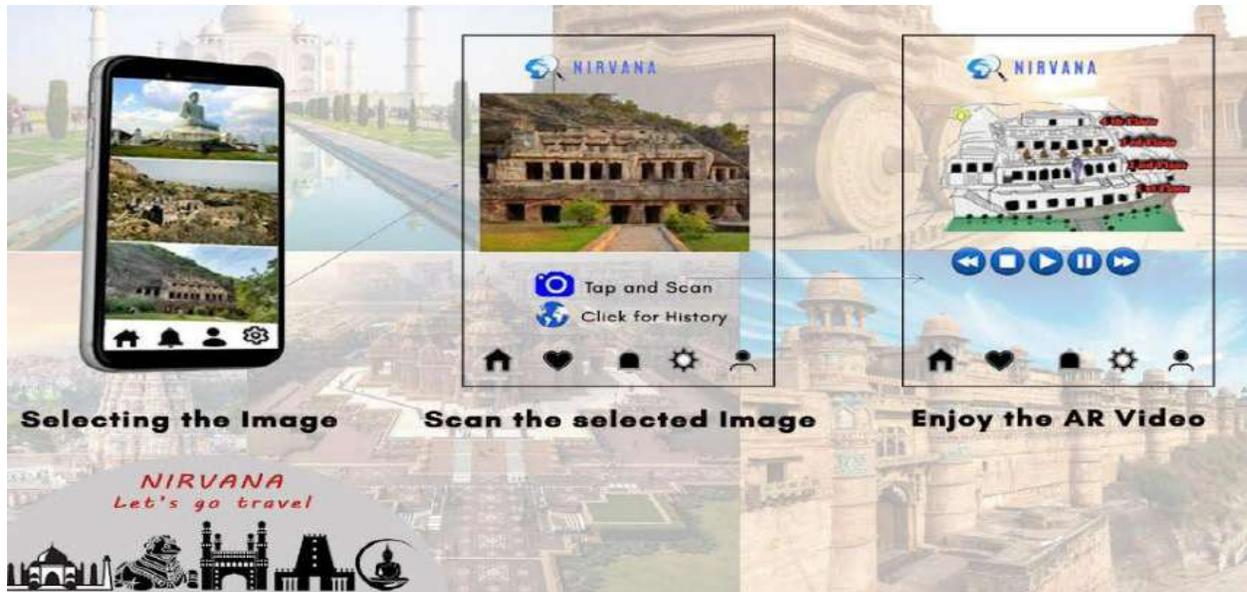 NIRVANA
NIRVANA
Tap and Scan
Click for History
Selecting the Image
Scan the selected Image
Enjoy the AR Video
NIRVANA
Let's go travel